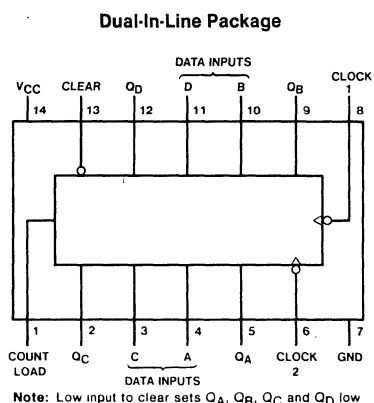 Dual-In-Line Package
DATA INPUTS
VCC CLEAR QD D B QB CLOCK 1
14 13 12 11 10 9 8
1 2 3 4 5 6 7
COUNT LOAD QC C A QA CLOCK 2 GND
DATA INPUTS
Note: Low input to clear sets QA, QB, QC and QD low